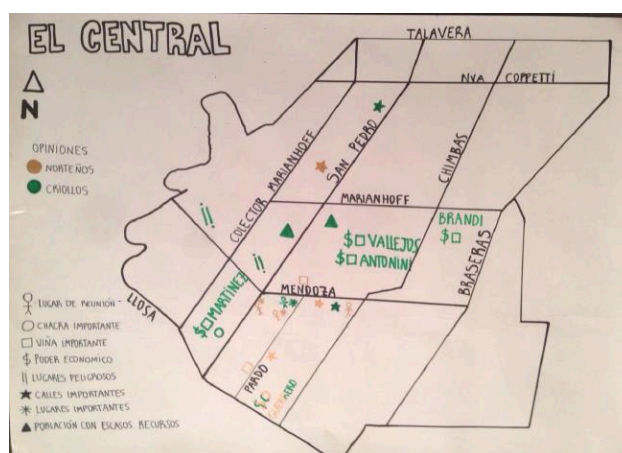 EL CENTRAL
TALAVERA
NVA COPPETTI
N
OPINIONES
NORTEÑOS
CRIOLLOS
COLECTOR MARIANHOFF
SAN PEDRO
CHIMBAS
MARIANHOFF
BRANDI
$
$ VALLEJOS
$ ANTONINI
BRASERAS
MENDOZA
LLOSA
$ MARTINEZ
PARDO
LUGAR DE REUNIÓN
CHACRA IMPORTANTE
VIÑA IMPORTANTE
$ PODER ECONOMICO
LUGARES PELIGROSOS
CALLES IMPORTANTES
LUGARES IMPORTANTES
POBLACIÓN CON ESCASOS RECURSOS